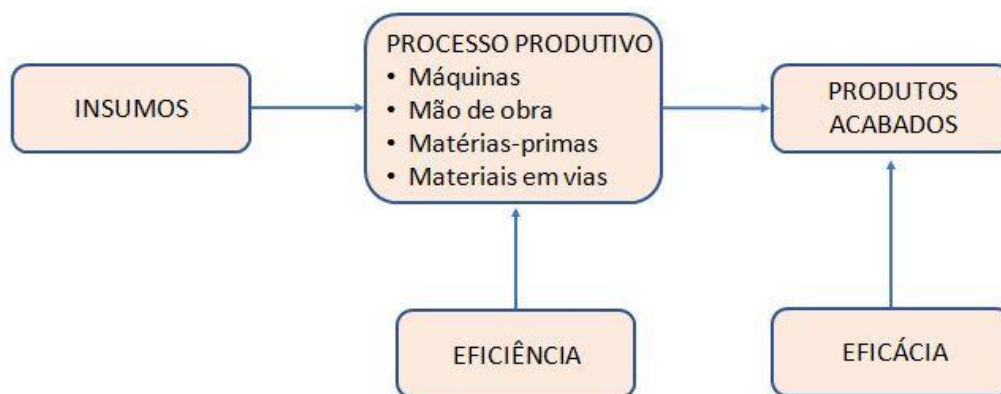 INSUMOS
PROCESSO PRODUTIVO
• Máquinas
• Mão de obra
• Matérias-primas
• Materiais em vias
PRODUTOS
ACABADOS
EFICIÊNCIA
EFICÁCIA